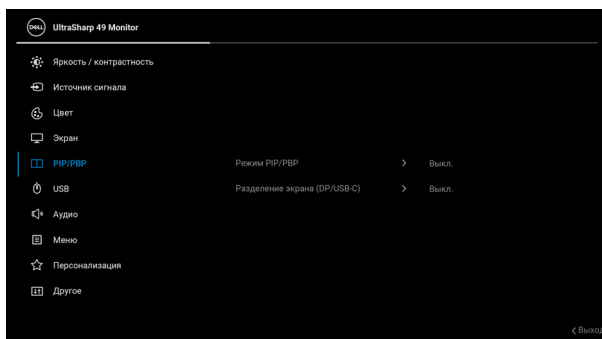 DELL UltraSharp 49 Monitor
Яркость / контрастность
Источник сигнала
Цвет
Экран
PIP/PBP Режим PIP/PBP Выкл.
USB Разделение экрана (DP/USB-C) Выкл.
Аудио
Меню
Персонализация
Другое
Выход